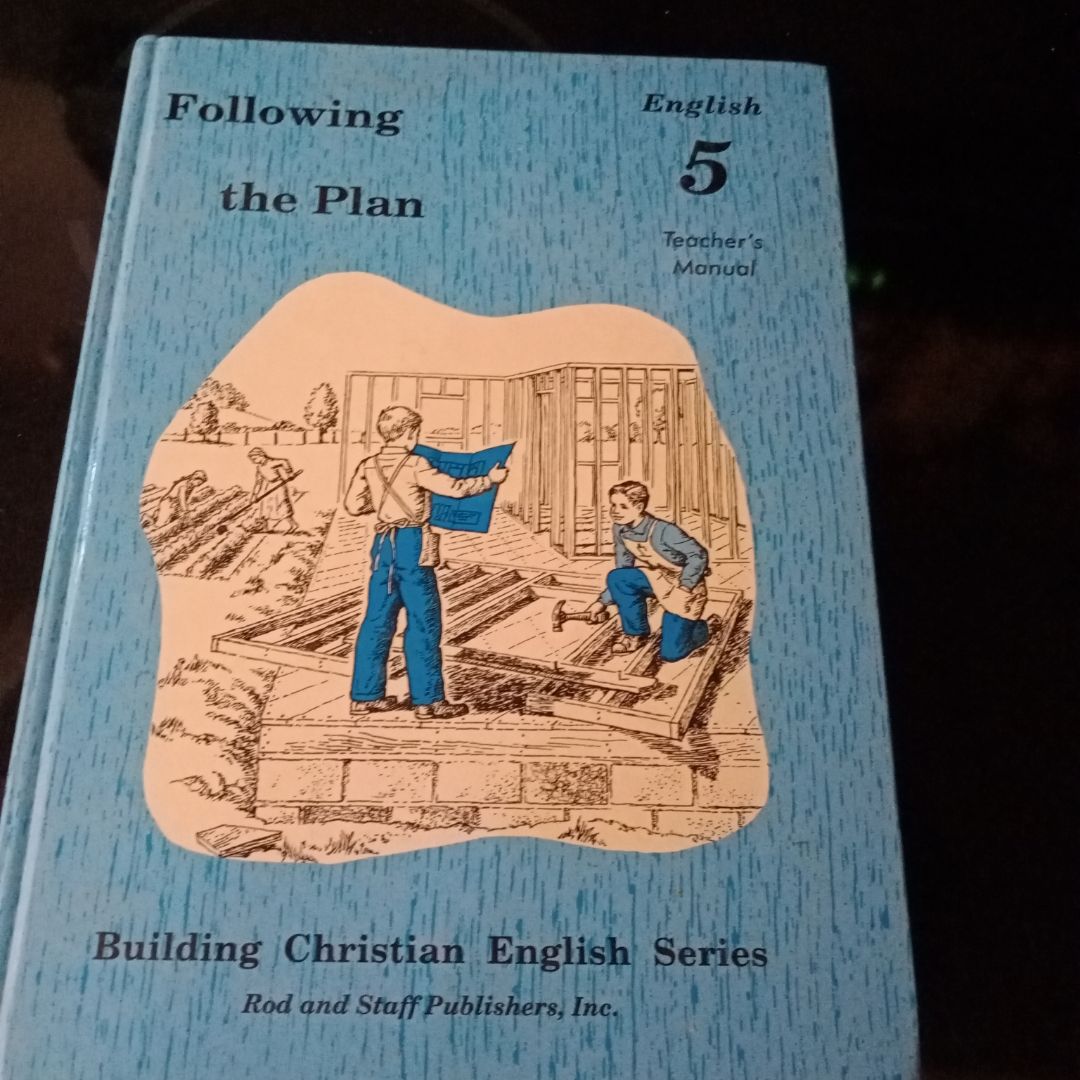 Following
the Plan
English
5
Teacher's
Manual
Building Christian English Series
Rod and Staff Publishers, Inc.